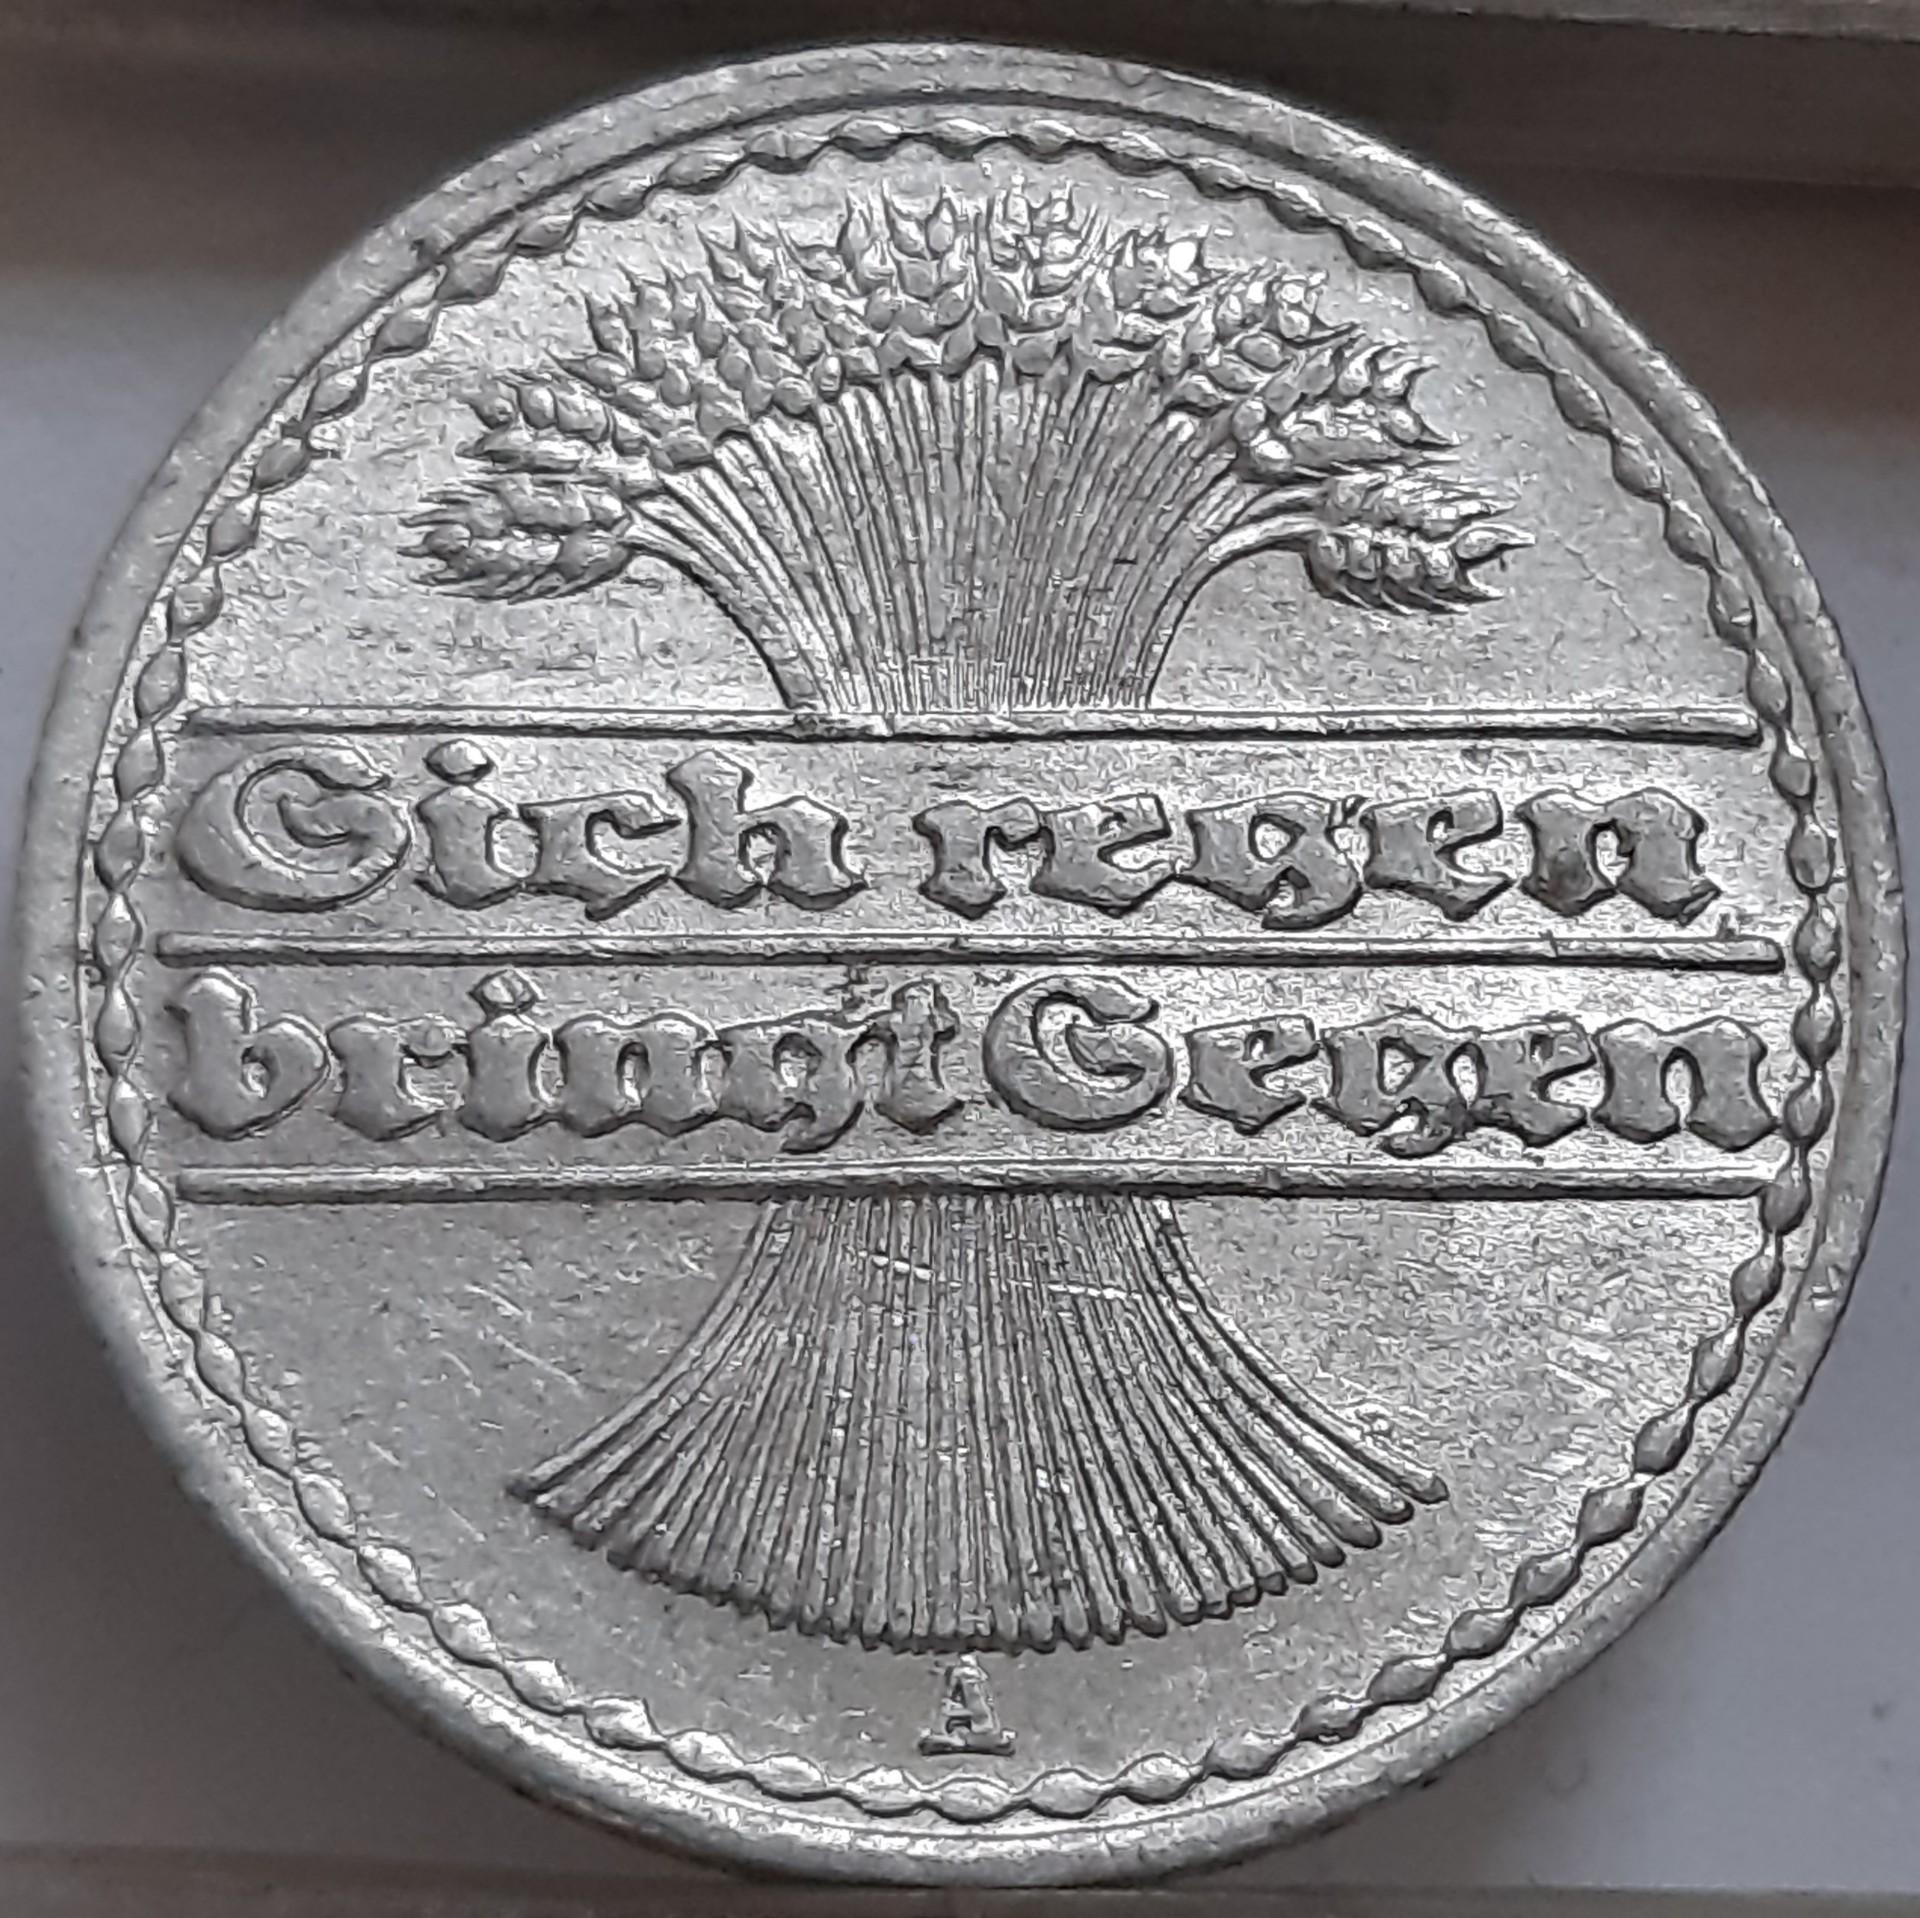 Sich regen
bringt Segen
A